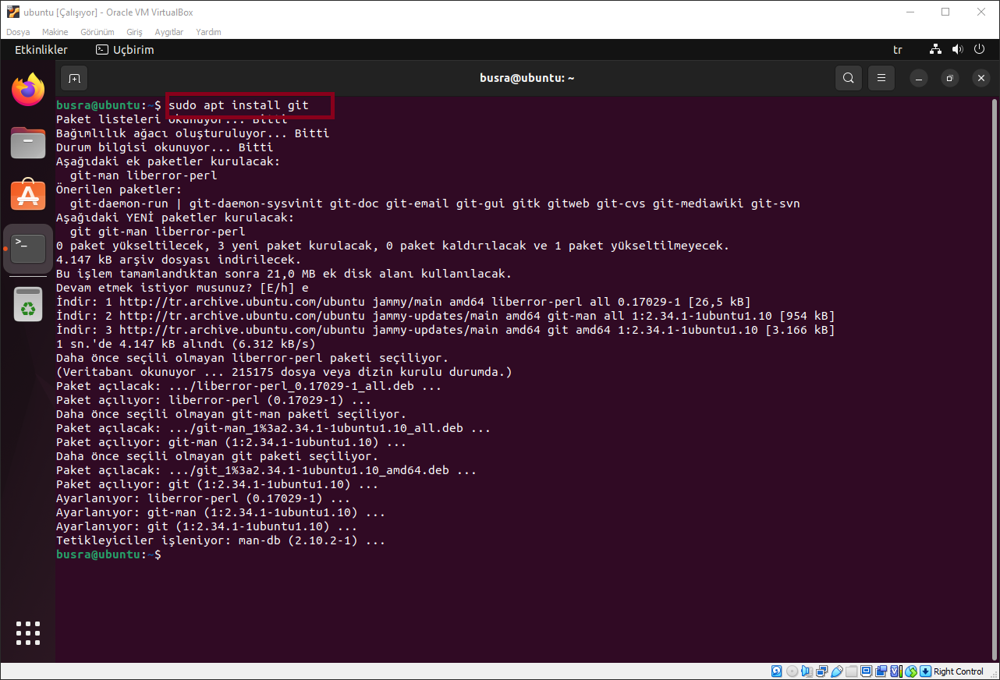 ubuntu [Çalışıyor] - Oracle VM VirtualBox
Dosya Makine Görünüm Giriş Aygıtlar Yardım
Etkinlikler Uçbirim tr
busra@ubuntu: ~
busra@ubuntu:~$ sudo apt install git
Paket listeleri okunuyor... Bitti
Bağımlılık ağacı oluşturuluyor... Bitti
Durum bilgisi okunuyor... Bitti
Aşağıdaki ek paketler kurulacak:
git-man liberror-perl
Önerilen paketler:
git-daemon-run | git-daemon-sysvinit git-doc git-email git-gui gitk gitweb git-cvs git-mediawiki git-svn
Aşağıdaki YENİ paketler kurulacak:
git git-man liberror-perl
0 paket yükseltilecek, 3 yeni paket kurulacak, 0 paket kaldırılacak ve 1 paket yükseltilmeyecek.
4.147 kB arşiv dosyası indirilecek.
Bu işlem tamamlandıktan sonra 21,0 MB ek disk alanı kullanılacak.
Devam etmek istiyor musunuz? [E/h] e
İndir: 1 http://tr.archive.ubuntu.com/ubuntu jammy/main amd64 liberror-perl all 0.17029-1 [26,5 kB]
İndir: 2 http://tr.archive.ubuntu.com/ubuntu jammy-updates/main amd64 git-man all 1:2.34.1-1ubuntu1.10 [954 kB]
İndir: 3 http://tr.archive.ubuntu.com/ubuntu jammy-updates/main amd64 git amd64 1:2.34.1-1ubuntu1.10 [3.166 kB]
1 sn.'de 4.147 kB alındı (6.312 kB/s)
Daha önce seçili olmayan liberror-perl paketi seçiliyor.
(Veritabanı okunuyor ... 215175 dosya veya dizin kurulu durumda.)
Paket açılacak: .../liberror-perl_0.17029-1_all.deb ...
Paket açılıyor: liberror-perl (0.17029-1) ...
Daha önce seçili olmayan git-man paketi seçiliyor.
Paket açılacak: .../git-man_1%3a2.34.1-1ubuntu1.10_all.deb ...
Paket açılıyor: git-man (1:2.34.1-1ubuntu1.10) ...
Daha önce seçili olmayan git paketi seçiliyor.
Paket açılacak: .../git_1%3a2.34.1-1ubuntu1.10_amd64.deb ...
Paket açılıyor: git (1:2.34.1-1ubuntu1.10) ...
Ayarlanıyor: liberror-perl (0.17029-1) ...
Ayarlanıyor: git-man (1:2.34.1-1ubuntu1.10) ...
Ayarlanıyor: git (1:2.34.1-1ubuntu1.10) ...
Tetikleyiciler işleniyor: man-db (2.10.2-1) ...
busra@ubuntu:~$
Right Control